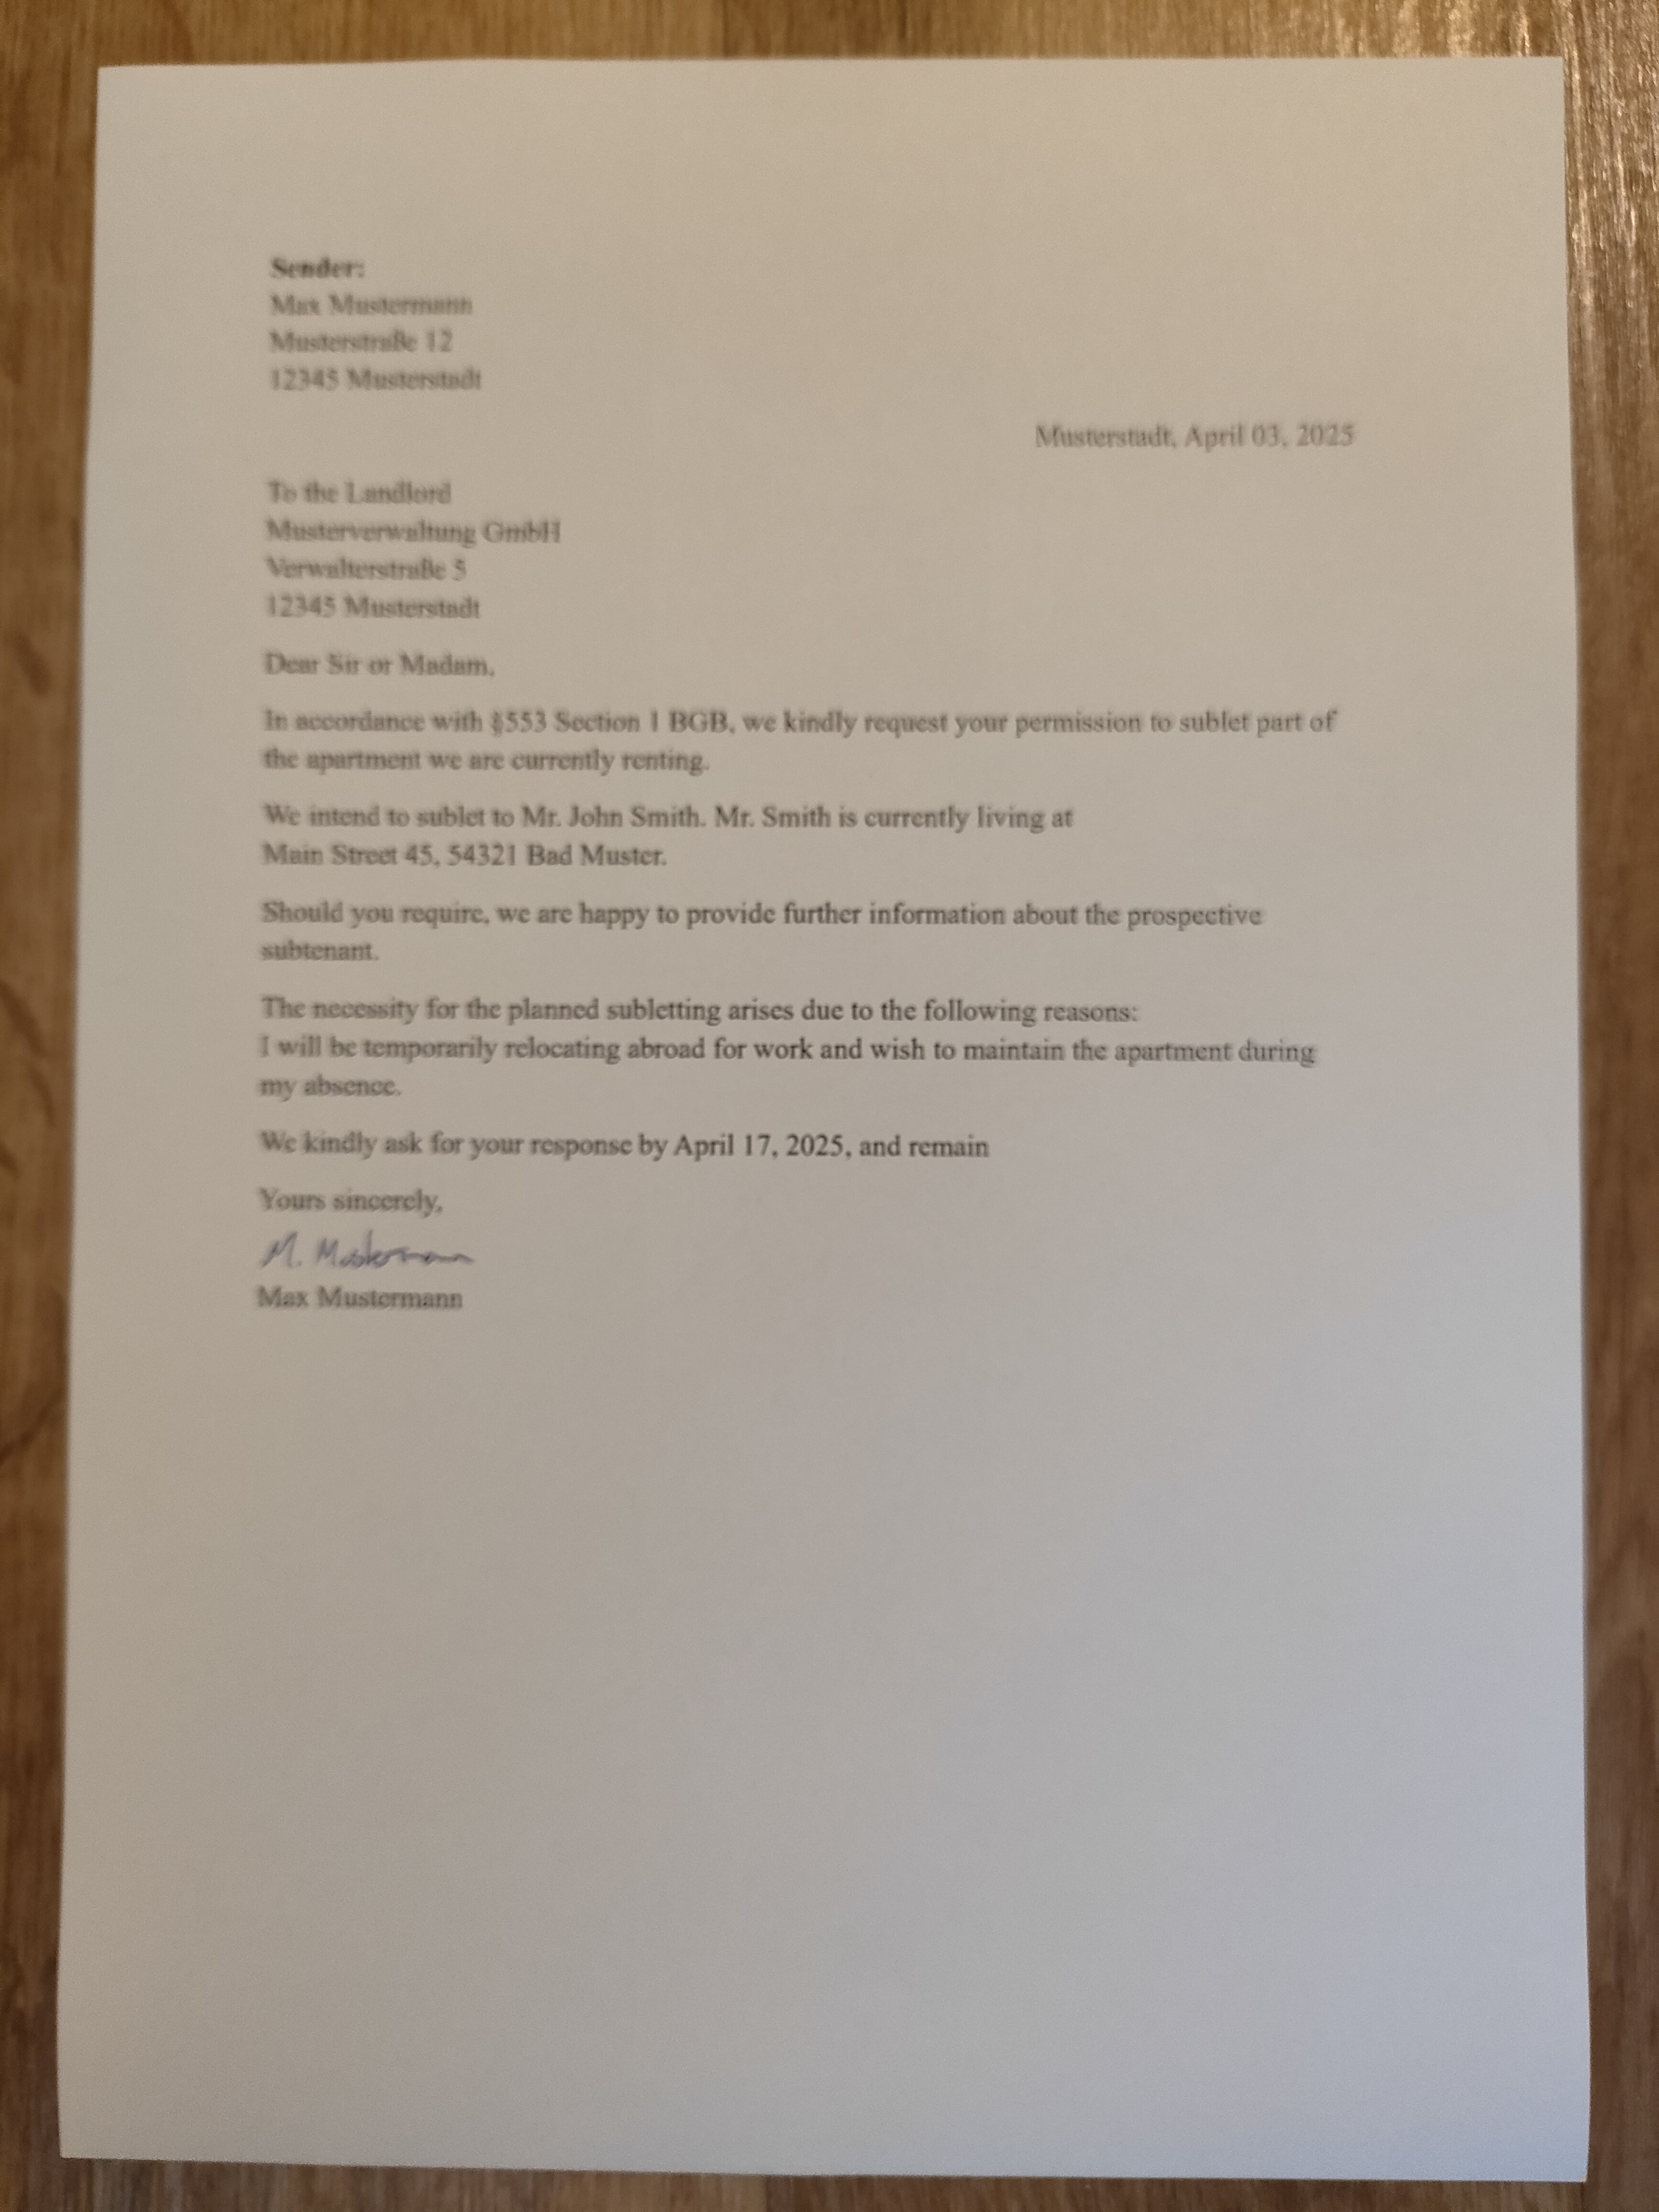 Sender:
Max Mustermann
Musterstraße 12
12345 Musterstadt
Musterstadt, April 03, 2025
To the Landlord
Musterverwaltung GmbH
Verwalterstraße 5
12345 Musterstadt
Dear Sir or Madam,
In accordance with §553 Section 1 BGB, we kindly request your permission to sublet part of
the apartment we are currently renting.
We intend to sublet to Mr. John Smith. Mr. Smith is currently living at
Main Street 45, 54321 Bad Muster.
Should you require, we are happy to provide further information about the prospective
subtenant.
The necessity for the planned subletting arises due to the following reasons:
I will be temporarily relocating abroad for work and wish to maintain the apartment during
my absence.
We kindly ask for your response by April 17, 2025, and remain
Yours sincerely,
M. Mustermann
Max Mustermann